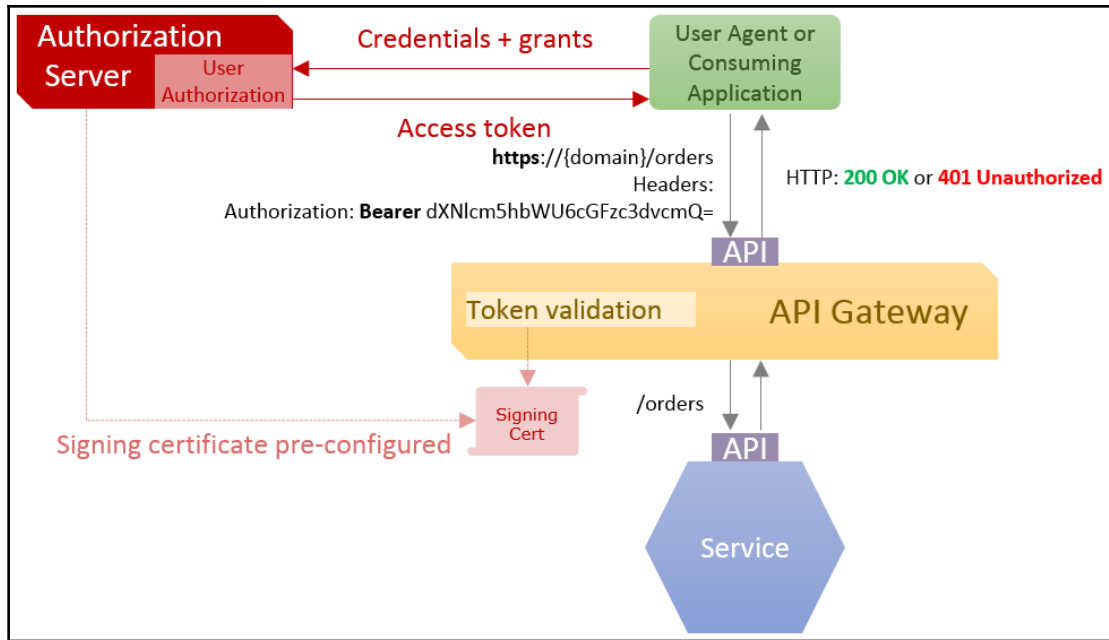 Authorization
Server
User
Authorization
Credentials + grants
User Agent or
Consuming
Application
Access token
https://{domain}/orders
Headers:
Authorization: Bearer dXNlcm5hbWU6cGFzc3dvcmQ=
HTTP: 200 OK or 401 Unauthorized
API
Token validation
API Gateway
Signing
Cert
Signing certificate pre-configured
/orders
API
Service